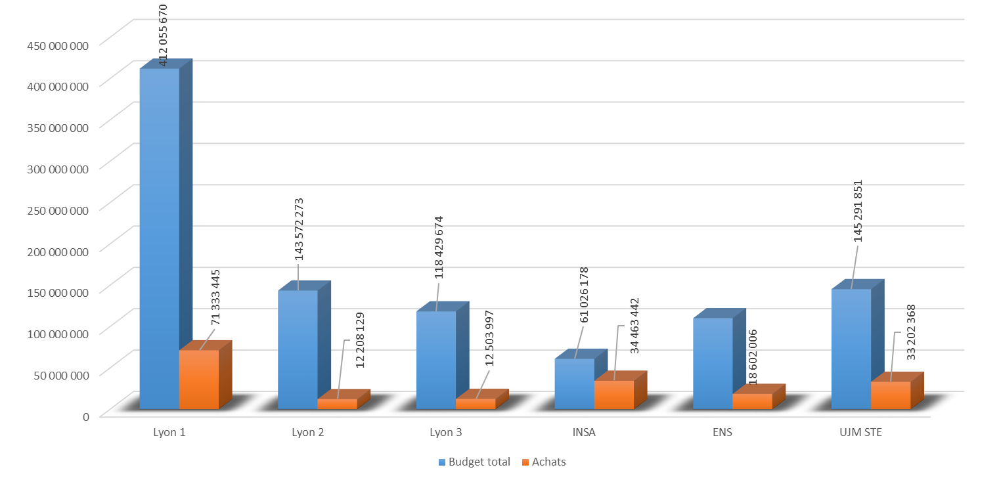 450 000 000
400 000 000
350 000 000
300 000 000
250 000 000
200 000 000
150 000 000
100 000 000
50 000 000
0
412 055 670
71 333 445
143 572 273
12 208 129
118 429 674
12 503 997
61 026 178
34 463 442
18 602 006
145 291 851
33 202 368
Lyon 1
Lyon 2
Lyon 3
INSA
ENS
UJM STE
Budget total
Achats